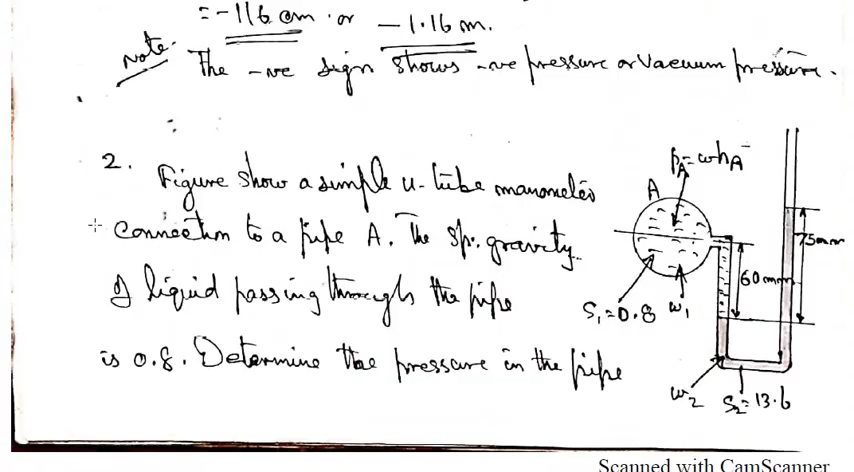 = -116 cm. or -1.16 m.
Note. The -ve sign shows -ve pressure or Vacuum pressure.
2. Figure show a simple u-tube manometer
connection to a pipe A. The sp. gravity
of liquid passing through the pipe
is 0.8. Determine the pressure in the pipe
A
pA = whA
75mm
60mm
S1=0.8
w1
w2
S2=13.6
Scanned with CamScanner